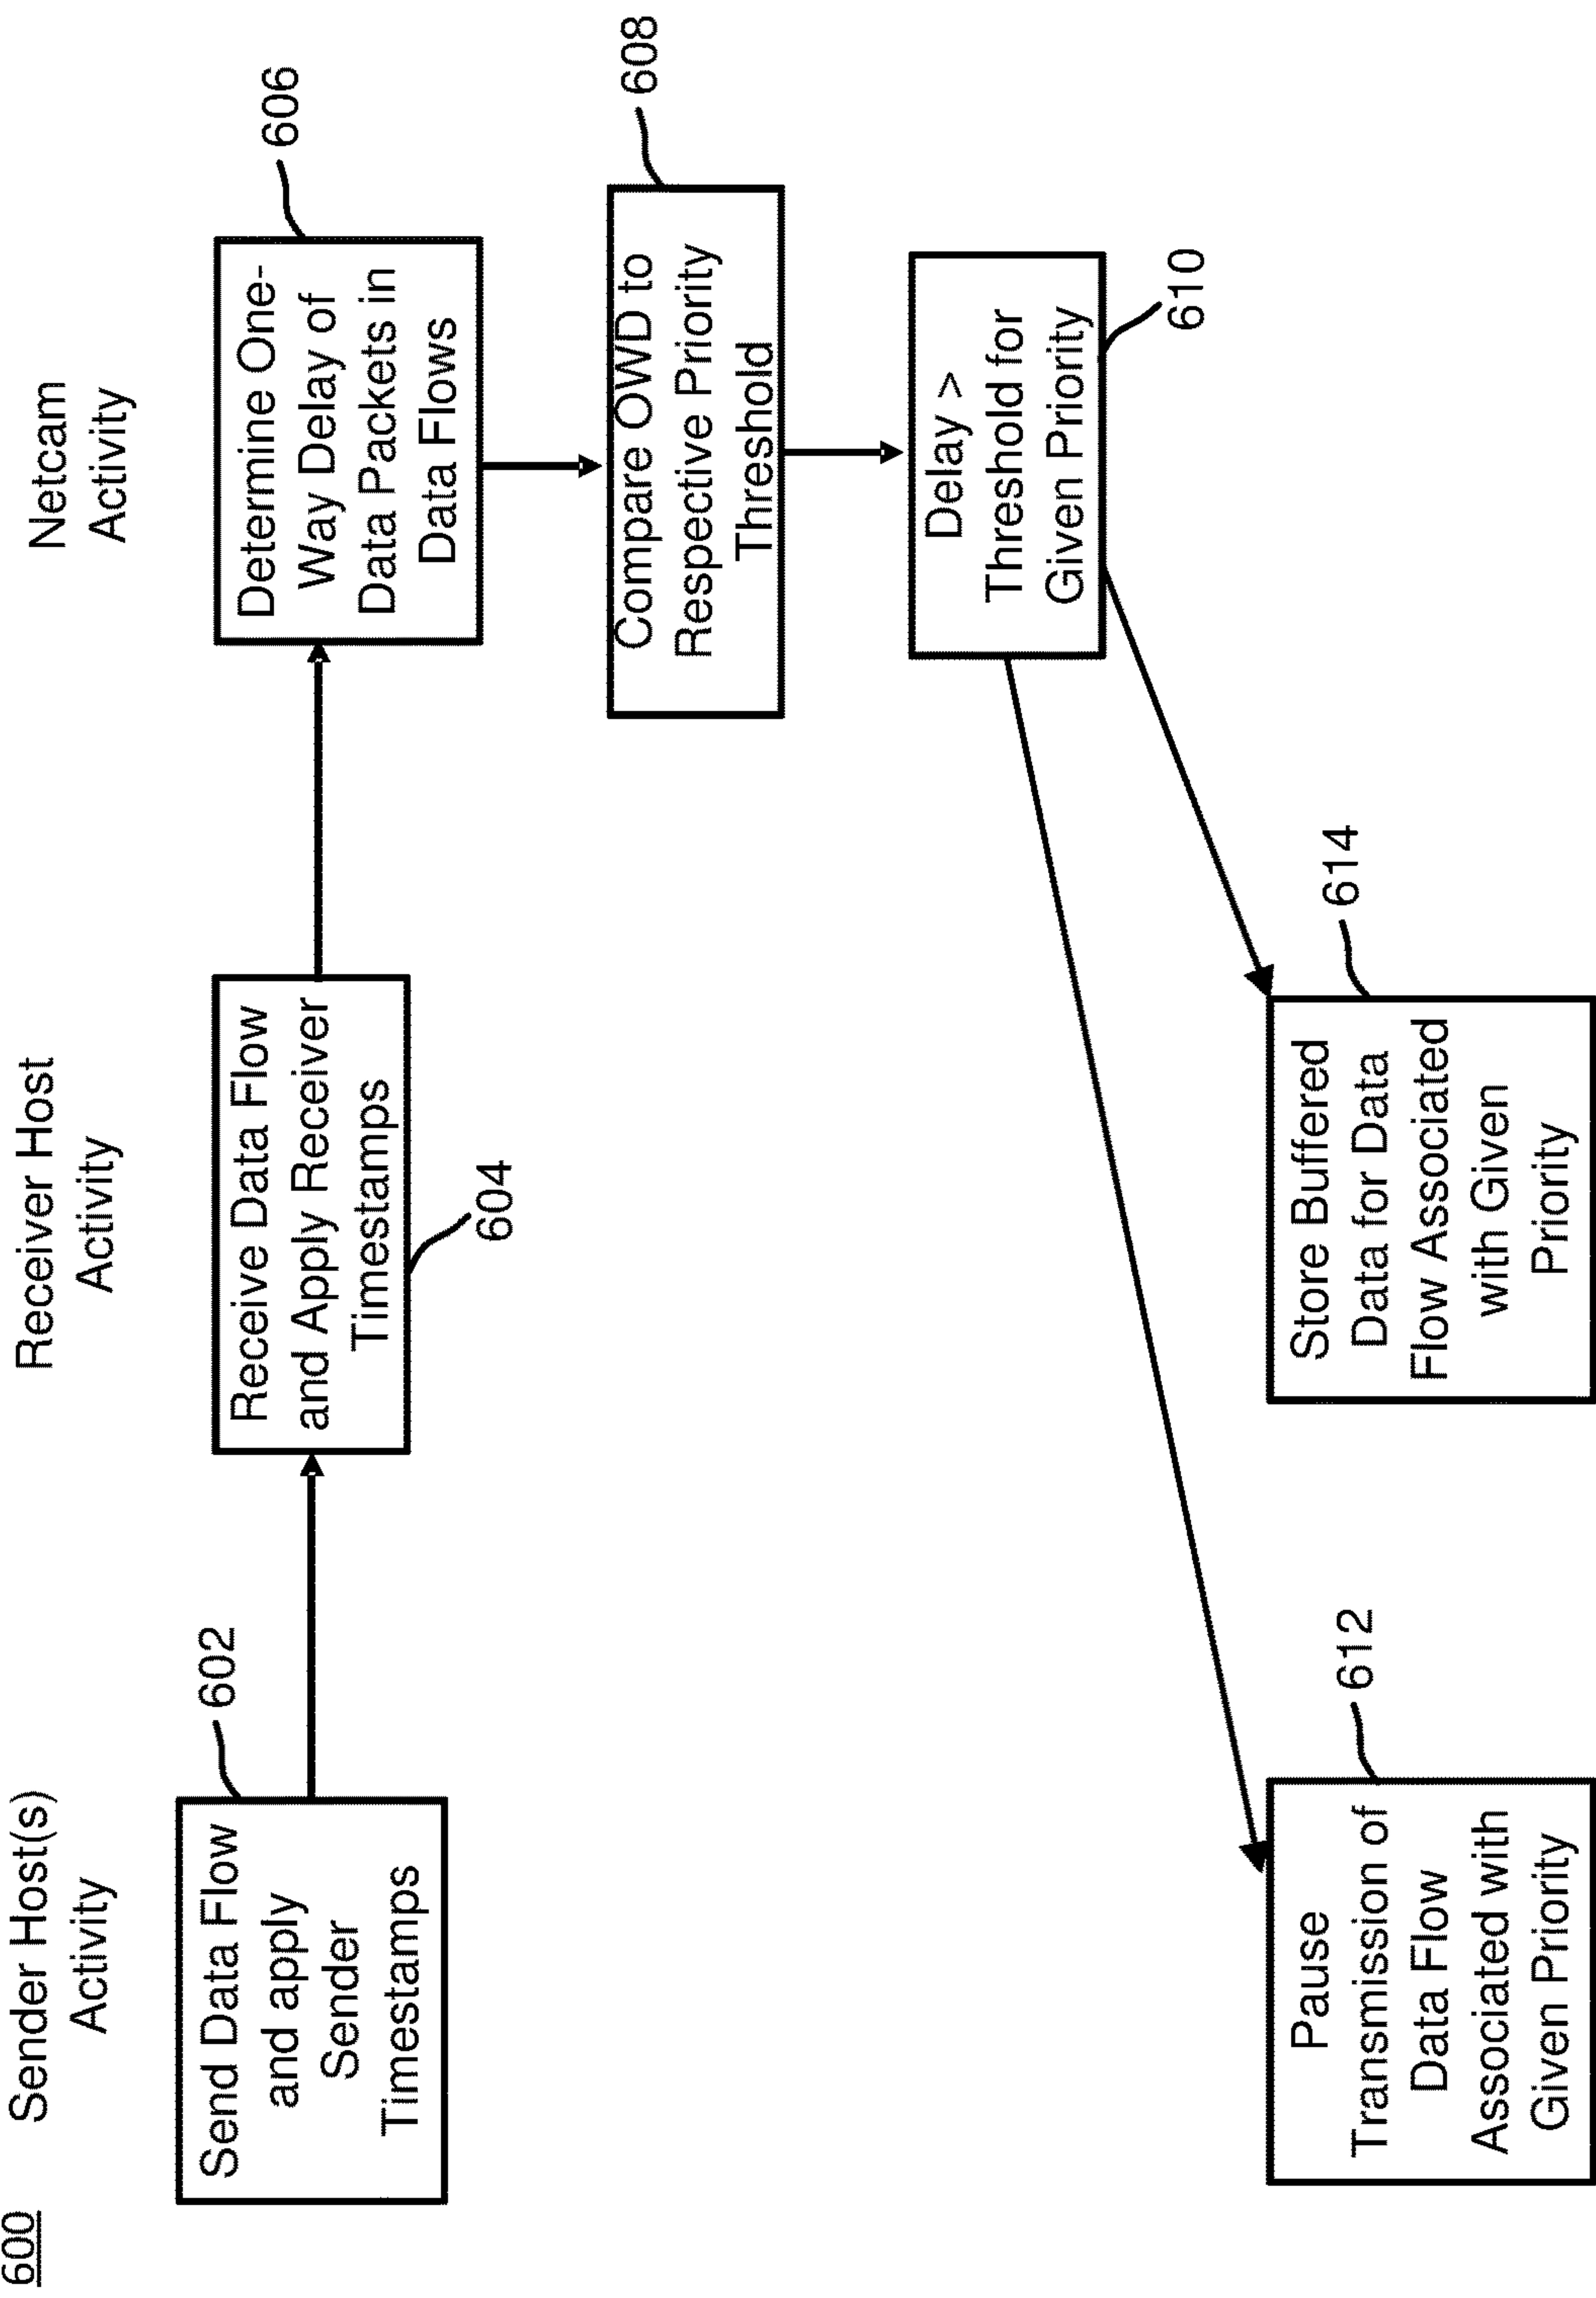 600
Sender Host(s)
Activity
Receiver Host
Activity
Netcam
Activity
602
Send Data Flow
and apply
Sender
Timestamps
Receive Data Flow
and Apply Receiver
Timestamps
604
606
Determine One-
Way Delay of
Data Packets in
Data Flows
608
Compare OWD to
Respective Priority
Threshold
Delay >
Threshold for
Given Priority
610
612
Pause
Transmission of
Data Flow
Associated with
Given Priority
614
Store Buffered
Data for Data
Flow Associated
with Given
Priority